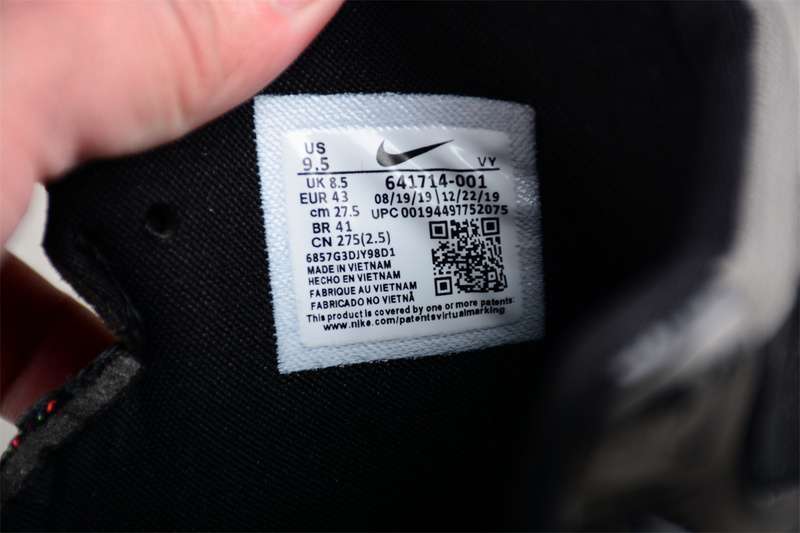 US
9.5 VY
UK 8.5 641714-001
EUR 43 08/19/19 | 12/22/19
cm 27.5 UPC 00194497752075
BR 41
CN 275(2.5)
6857G3DJY98D1
MADE IN VIETNAM
HECHO EN VIETNAM
FABRIQUE AU VIETNAM
FABRICADO NO VIETNÃ
This product is covered by one or more patents:
www.nike.com/patentsvirtualmarking